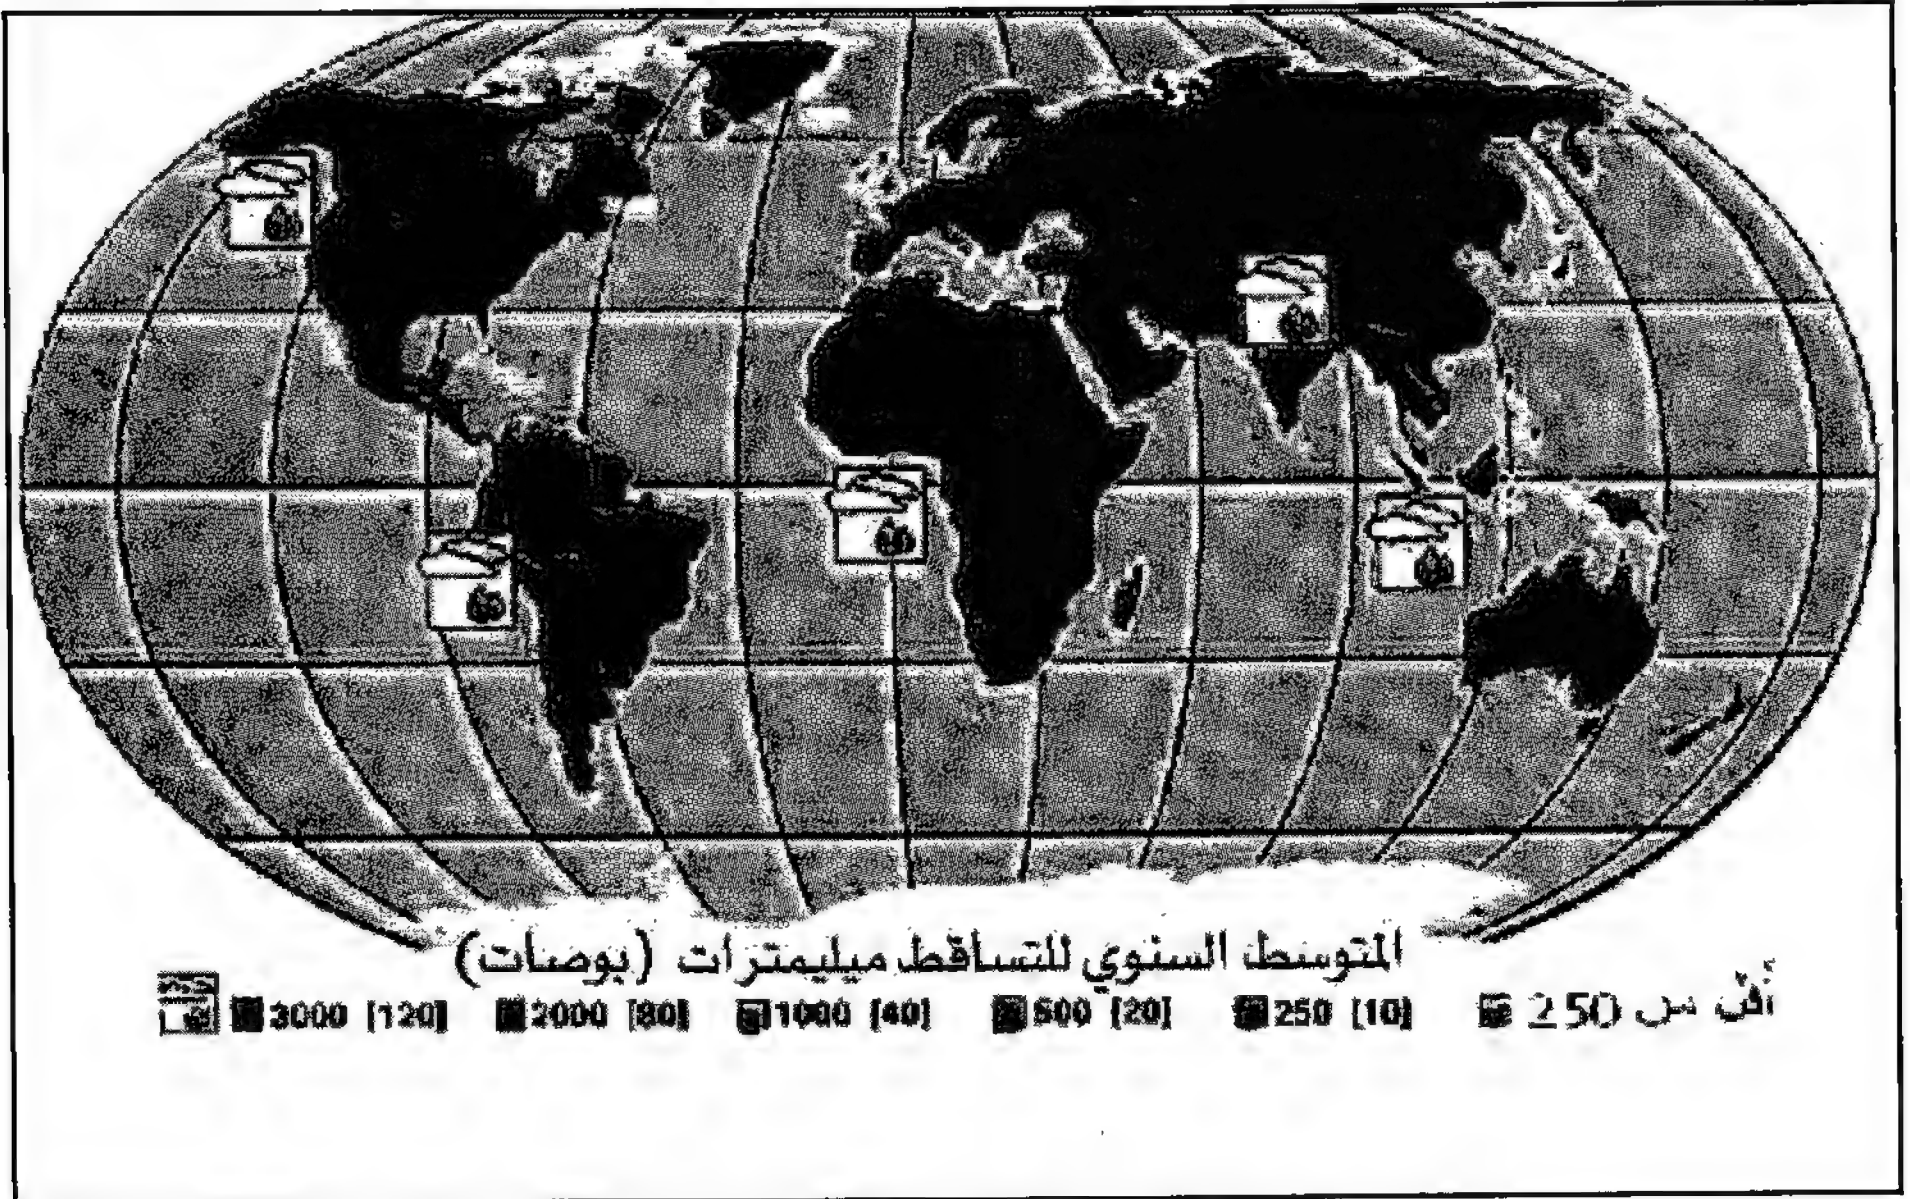 المتوسط السنوي للتساقط ميليمترات (بوصات)
أقل من 250 250 [10] 500 [20] 1000 [40] 2000 [80] 3000 [120]